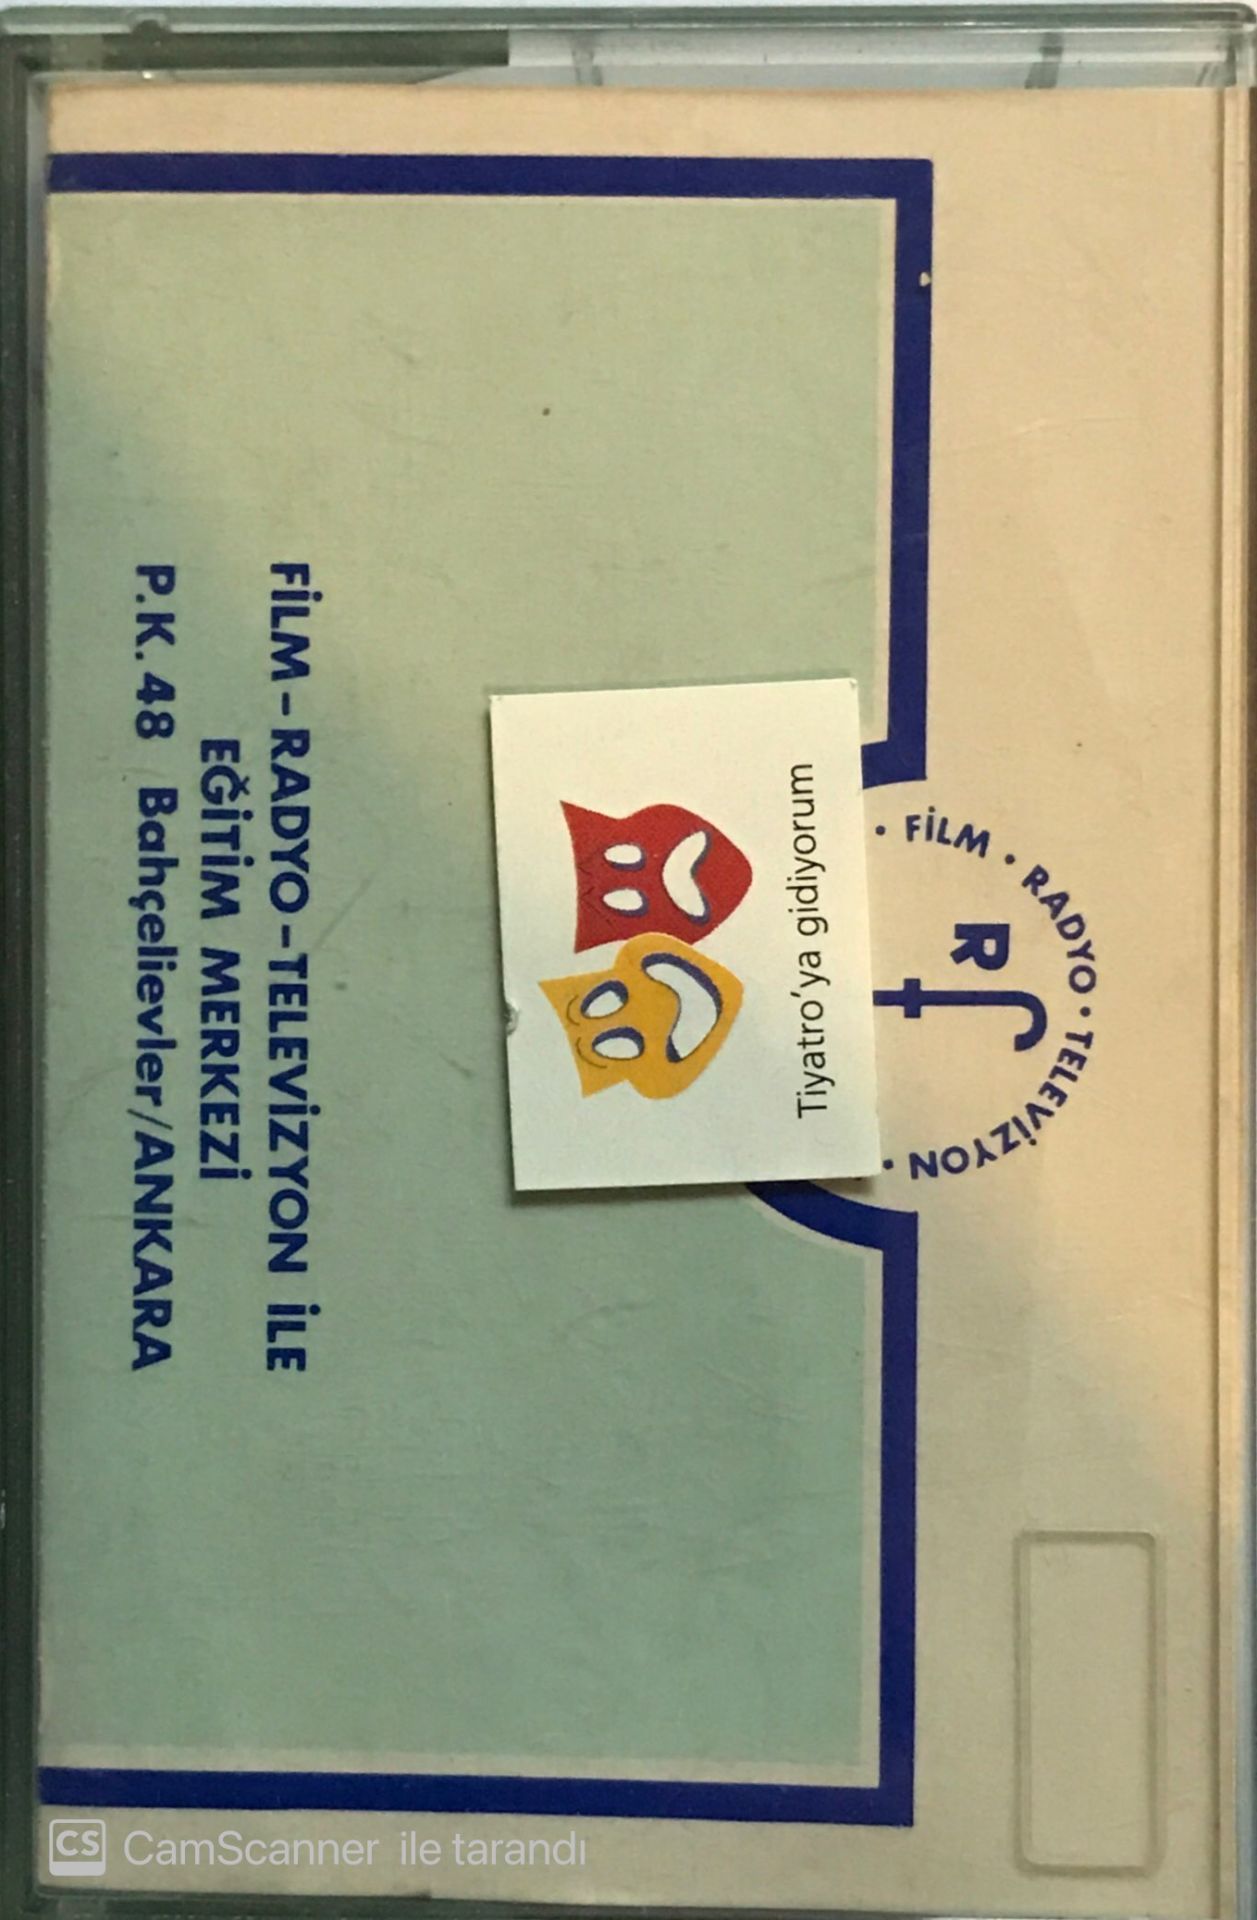 • FİLM • RADYO • TELEVİZYON •
R
Tiyatro'ya gidiyorum
FİLM-RADYO-TELEVİZYON İLE
EĞİTİM MERKEZİ
P.K. 48 Bahçelievler/ANKARA
CS CamScanner ile tarandı